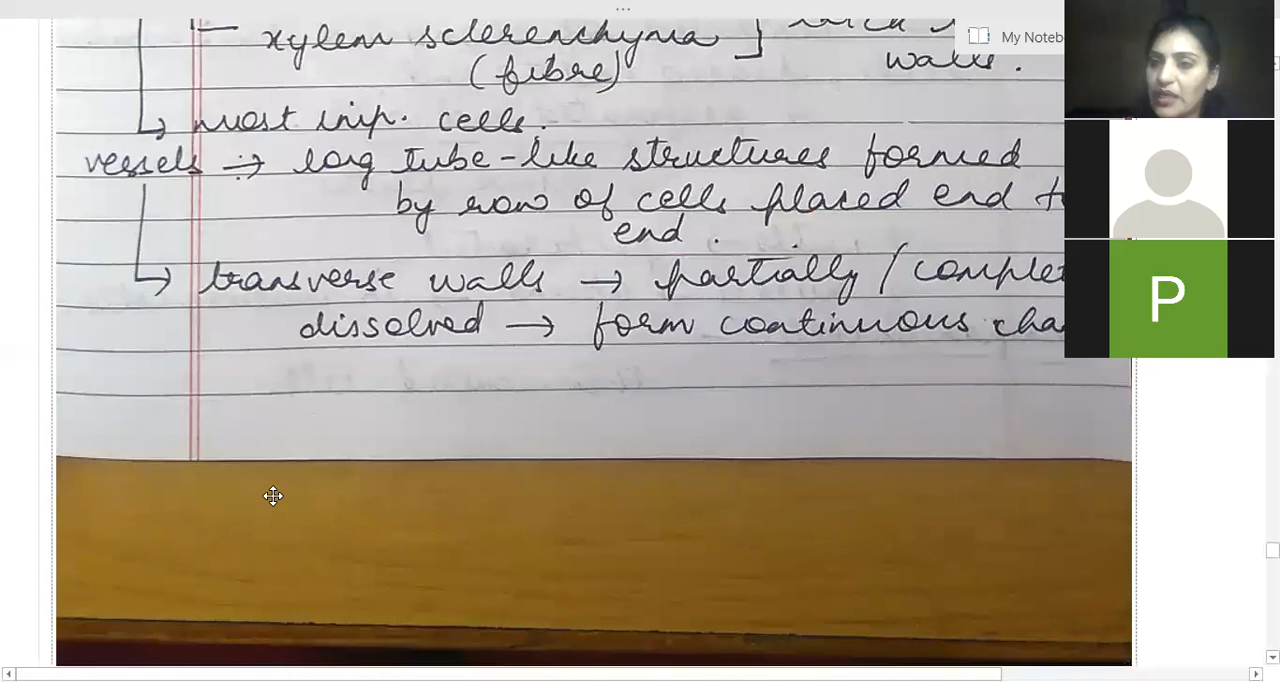 xylem sclerenchyma ]
(fibre)
walls.
My Noteb
↳ most imp. cells.
vessels → long tube-like structures formed
by row of cells placed end t
end.
↳ transverse walls → partially / complet
dissolved → form continuous cha
P